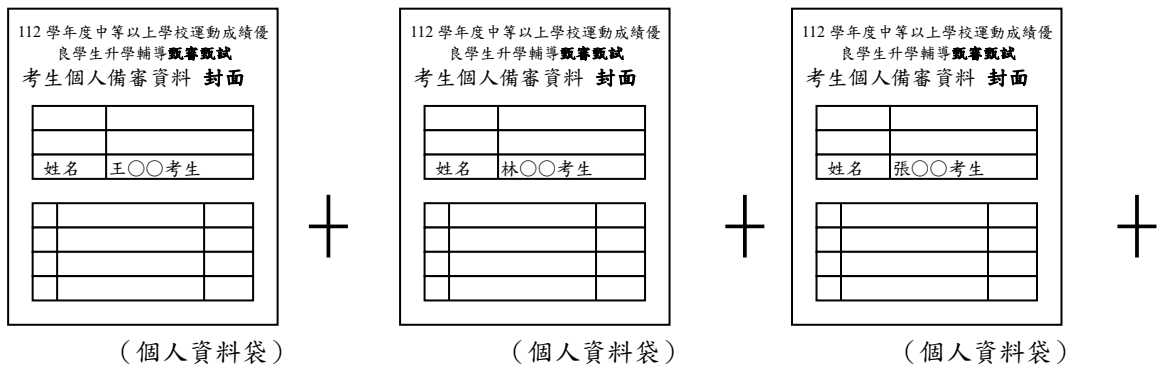 112 學年度中等以上學校運動成績優
良學生升學輔導甄審甄試
考生個人備審資料 封面
姓名 王○○考生
(個人資料袋)
+
112 學年度中等以上學校運動成績優
良學生升學輔導甄審甄試
考生個人備審資料 封面
姓名 林○○考生
(個人資料袋)
+
112 學年度中等以上學校運動成績優
良學生升學輔導甄審甄試
考生個人備審資料 封面
姓名 張○○考生
(個人資料袋)
+